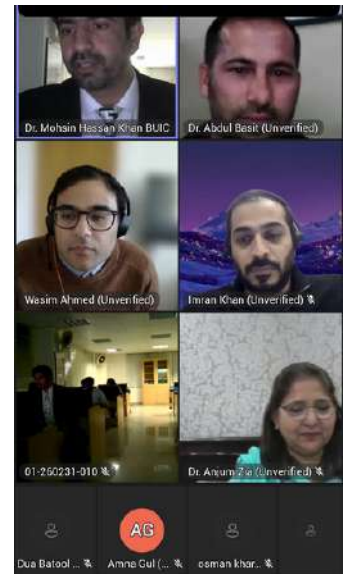 Dr. Mohsin Hassan Khan BUIC
Dr. Abdul Basit (Unverified)
Wasim Ahmed (Unverified)
Imran Khan (Unverified)
01-260231-010
Dr. Anjum Zia (Unverified)
AG
Dua Batool ...
Amna Gul (...
osman khar...